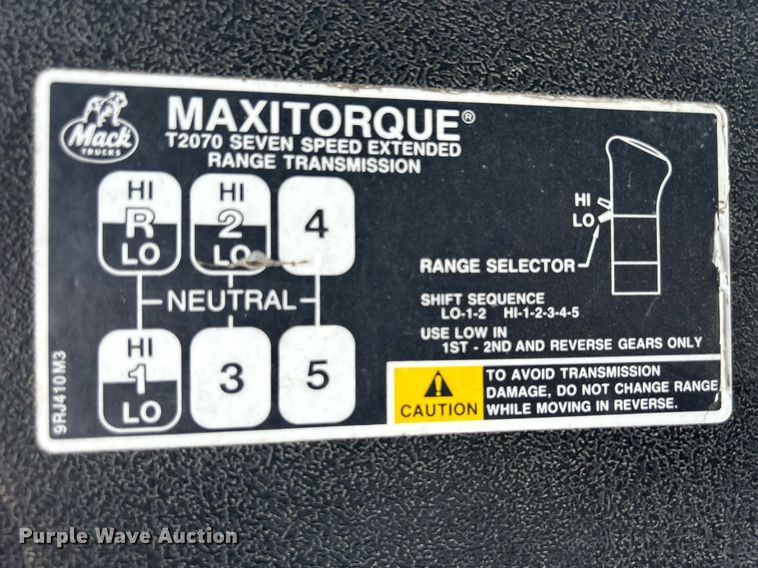 Mack
TRUCKS
MAXITORQUE®
T2070 SEVEN SPEED EXTENDED
RANGE TRANSMISSION
HI HI
R 2 4
LO LO
NEUTRAL
HI
1 3 5
LO
HI
LO
RANGE SELECTOR
SHIFT SEQUENCE
LO-1-2 HI-1-2-3-4-5
USE LOW IN
1ST - 2ND AND REVERSE GEARS ONLY
CAUTION
TO AVOID TRANSMISSION
DAMAGE, DO NOT CHANGE RANGE
WHILE MOVING IN REVERSE.
9RJ410M3
Purple Wave Auction